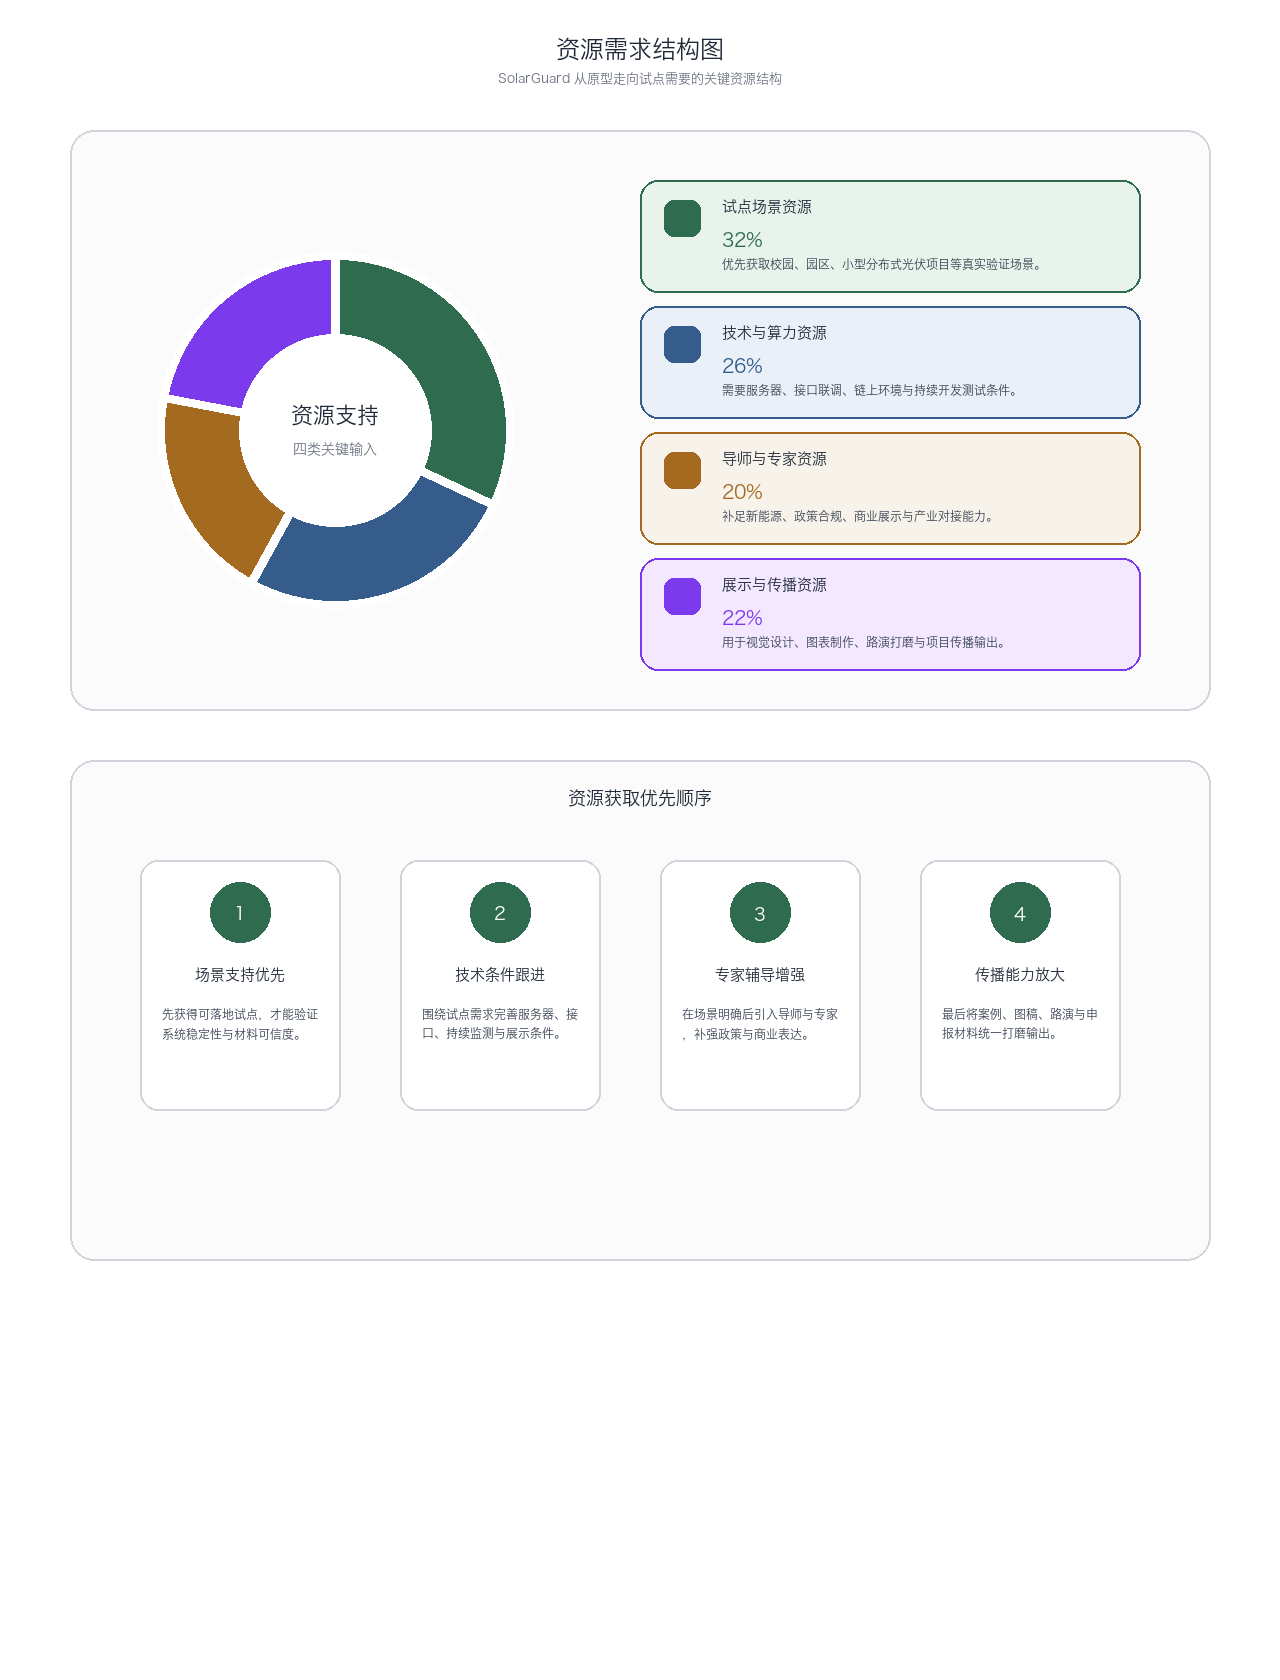 资源需求结构图
SolarGuard 从原型走向试点需要的关键资源结构
资源支持
四类关键输入
试点场景资源
32%
优先获取校园、园区、小型分布式光伏项目等真实验证场景。
技术与算力资源
26%
需要服务器、接口联调、链上环境与持续开发测试条件。
导师与专家资源
20%
补足新能源、政策合规、商业展示与产业对接能力。
展示与传播资源
22%
用于视觉设计、图表制作、路演打磨与项目传播输出。
资源获取优先顺序
1
场景支持优先
先获得可落地试点，才能验证
系统稳定性与材料可信度。
2
技术条件跟进
围绕试点需求完善服务器、接
口、持续监测与展示条件。
3
专家辅导增强
在场景明确后引入导师与专家
，补强政策与商业表达。
4
传播能力放大
最后将案例、图稿、路演与申
报材料统一打磨输出。